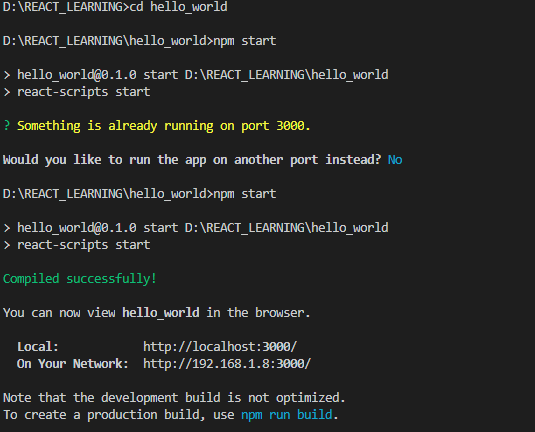 D:\REACT_LEARNING>cd hello_world
D:\REACT_LEARNING\hello_world>npm start
> hello_world@0.1.0 start D:\REACT_LEARNING\hello_world
> react-scripts start
? Something is already running on port 3000.
Would you like to run the app on another port instead? No
D:\REACT_LEARNING\hello_world>npm start
> hello_world@0.1.0 start D:\REACT_LEARNING\hello_world
> react-scripts start
Compiled successfully!
You can now view hello_world in the browser.
Local: http://localhost:3000/
On Your Network: http://192.168.1.8:3000/
Note that the development build is not optimized.
To create a production build, use npm run build.